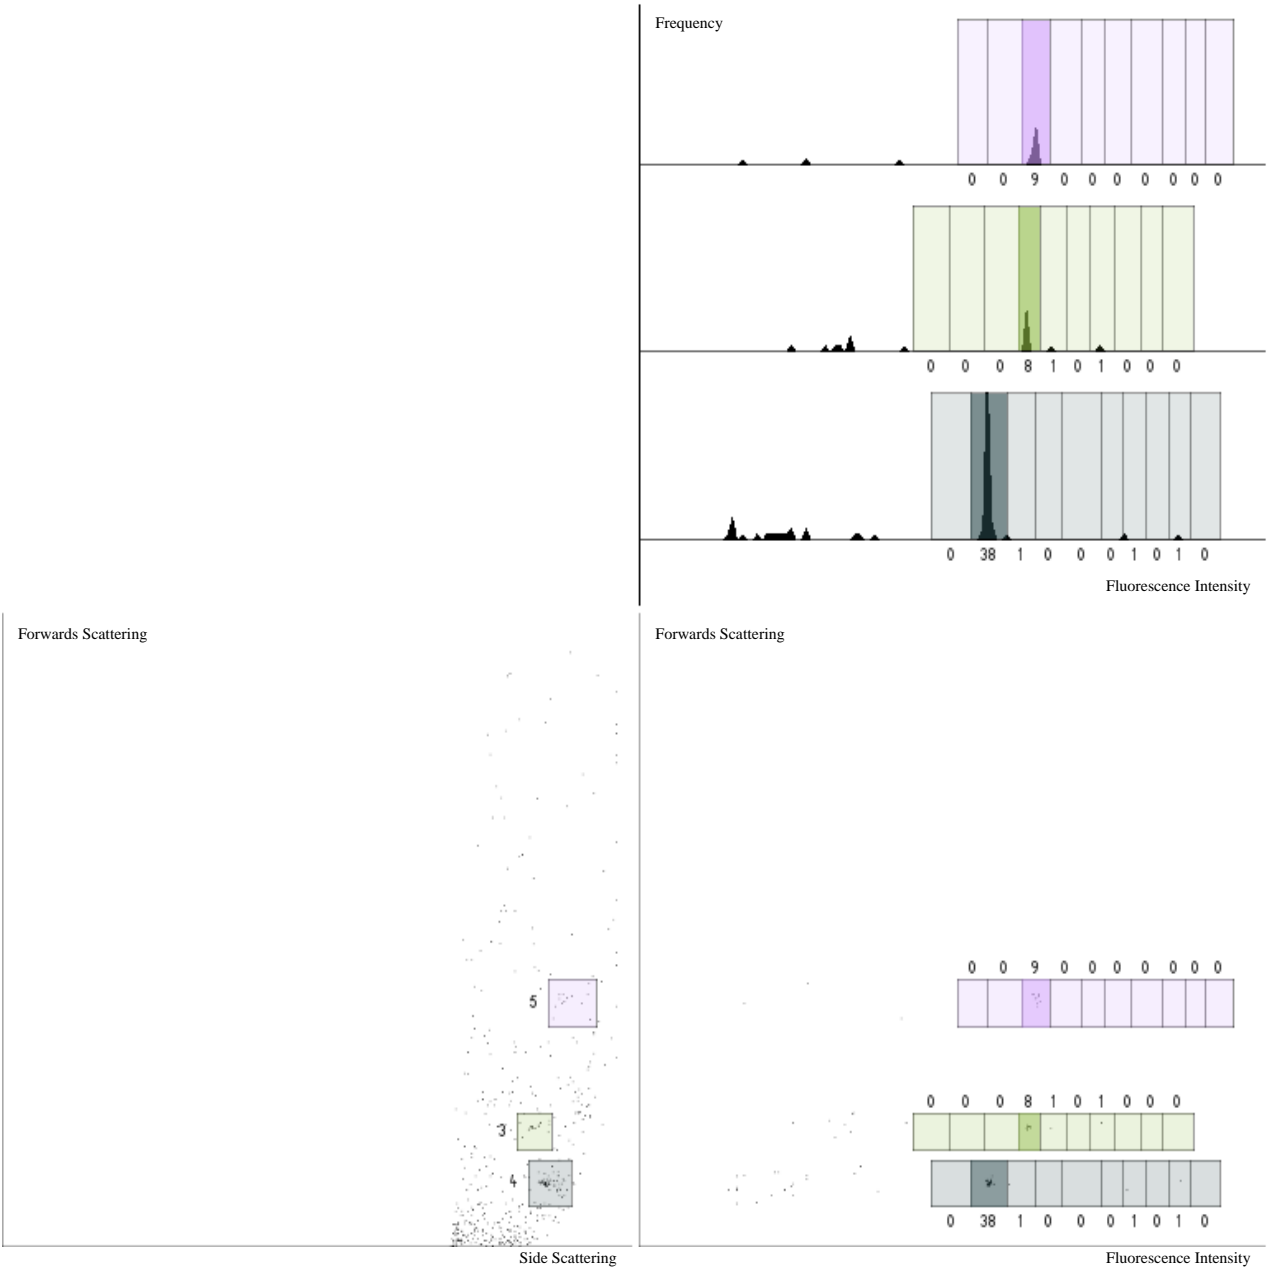 Frequency
0 0 9 0 0 0 0 0 0 0
0 0 0 8 1 0 1 0 0 0
0 38 1 0 0 0 1 0 1 0
Fluorescence Intensity
Forwards Scattering
5
3
4
Side Scattering
Forwards Scattering
0 0 9 0 0 0 0 0 0 0
0 0 0 8 1 0 1 0 0 0
0 38 1 0 0 0 1 0 1 0
Fluorescence Intensity